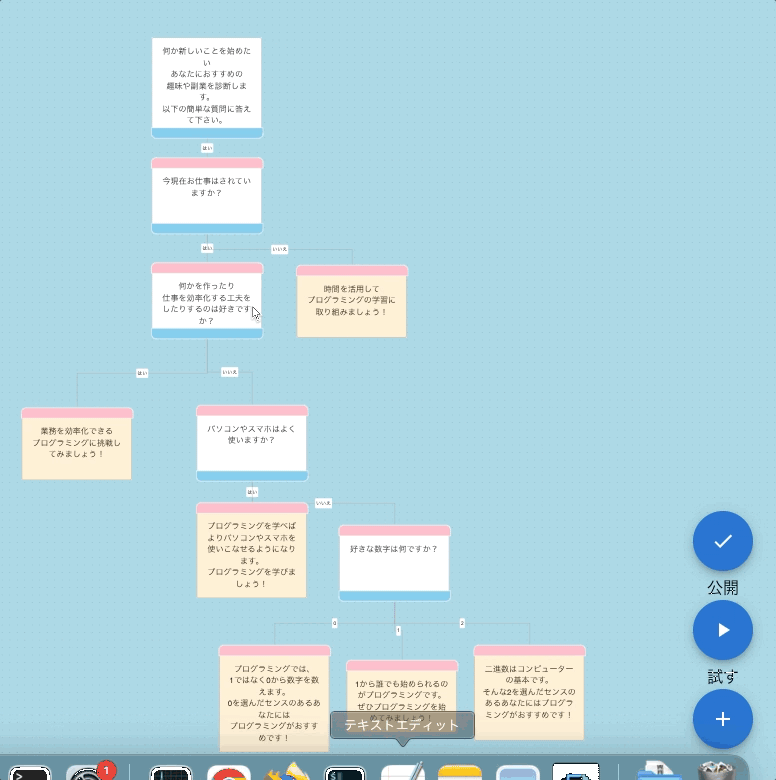 何か新しいことを始めた
い
あなたにおすすめの
趣味や副業を診断しま
す。
以下の簡単な質問に答え
て下さい。
はい
今現在お仕事はされてい
ますか？
はい
いいえ
何かを作ったり
仕事を効率化する工夫を
したりするのは好きです
か？
時間を活用して
プログラミングの学習に
取り組みましょう！
はい
いいえ
業務を効率化できる
プログラミングに挑戦し
てみましょう！
パソコンやスマホはよく
使いますか？
はい
いいえ
プログラミングを学べば
よりパソコンやスマホを
使いこなせるようになり
ます。
プログラミングを学びま
しょう！
好きな数字は何ですか？
0
1
2
プログラミングでは、
1ではなく0から数字を数
えます。
0を選んだセンスのあるあ
なたには
プログラミングがおすす
めです！
1から誰でも始められるの
がプログラミングです。
ぜひプログラミングを始
めてみましょう！
二進数はコンピューター
の基本です。
そんな2を選んだセンスの
あるあなたにはプログラ
ミングがおすすめです！
公開
試す
テキストエディット
1